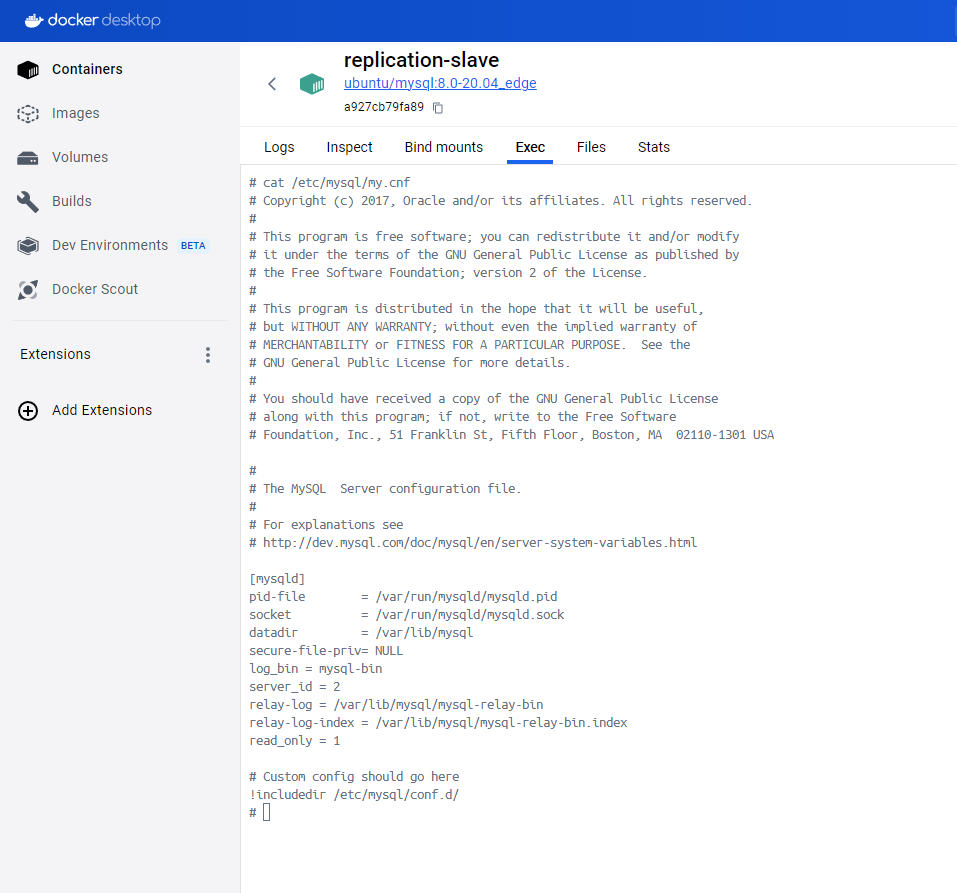 docker desktop
Containers
Images
Volumes
Builds
Dev Environments BETA
Docker Scout
Extensions
Add Extensions
replication-slave
ubuntu/mysql:8.0-20.04_edge
a927cb79fa89
Logs Inspect Bind mounts Exec Files Stats
# cat /etc/mysql/my.cnf
# Copyright (c) 2017, Oracle and/or its affiliates. All rights reserved.
#
# This program is free software; you can redistribute it and/or modify
# it under the terms of the GNU General Public License as published by
# the Free Software Foundation; version 2 of the License.
#
# This program is distributed in the hope that it will be useful,
# but WITHOUT ANY WARRANTY; without even the implied warranty of
# MERCHANTABILITY or FITNESS FOR A PARTICULAR PURPOSE.  See the
# GNU General Public License for more details.
#
# You should have received a copy of the GNU General Public License
# along with this program; if not, write to the Free Software
# Foundation, Inc., 51 Franklin St, Fifth Floor, Boston, MA  02110-1301 USA
#
# The MySQL  Server configuration file.
#
# For explanations see
# http://dev.mysql.com/doc/mysql/en/server-system-variables.html
[mysqld]
pid-file        = /var/run/mysqld/mysqld.pid
socket          = /var/run/mysqld/mysqld.sock
datadir         = /var/lib/mysql
secure-file-priv= NULL
log_bin = mysql-bin
server_id = 2
relay-log = /var/lib/mysql/mysql-relay-bin
relay-log-index = /var/lib/mysql/mysql-relay-bin.index
read_only = 1
# Custom config should go here
!includedir /etc/mysql/conf.d/
#